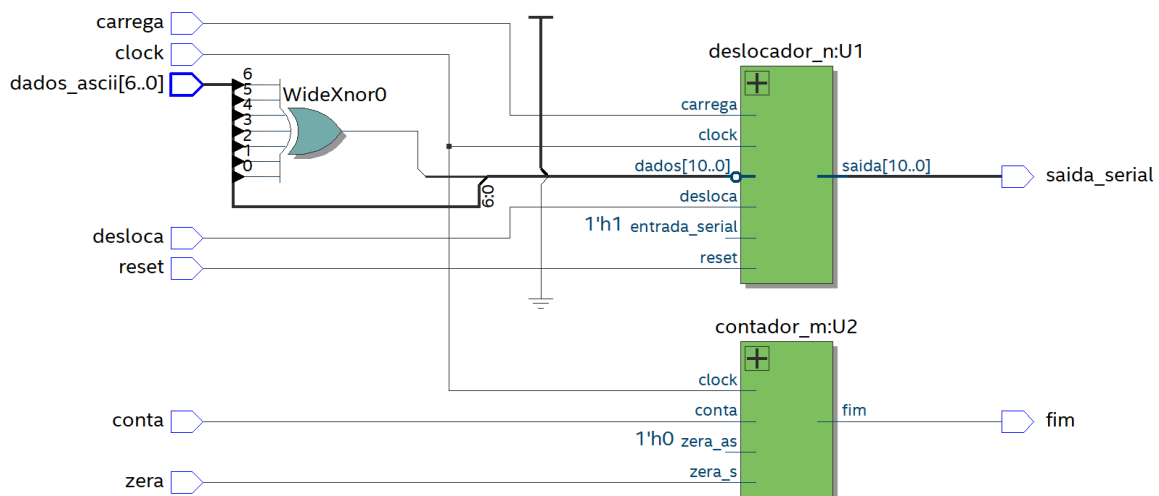 carrega
clock
dados_ascii[6..0]
6
5
4
3
2
1
0
WideXnor0
6:0
desloca
reset
deslocador_n:U1
carrega
clock
dados[10..0]
desloca
1'h1 entrada_serial
reset
saida[10..0]
saida_serial
contador_m:U2
clock
conta
conta
1'h0 zera_as
zera
zera_s
fim
fim